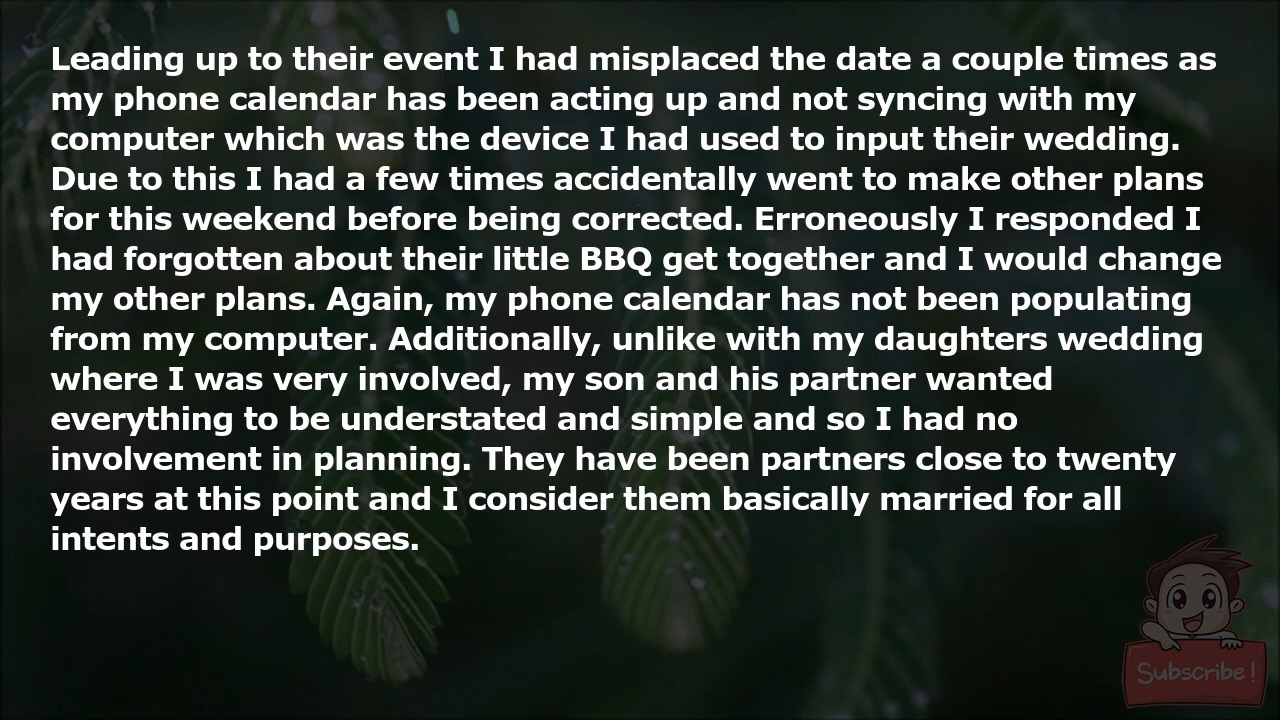 Leading up to their event I had misplaced the date a couple times as
my phone calendar has been acting up and not syncing with my
computer which was the device I had used to input their wedding.
Due to this I had a few times accidentally went to make other plans
for this weekend before being corrected. Erroneously I responded I
had forgotten about their little BBQ get together and I would change
my other plans. Again, my phone calendar has not been populating
from my computer. Additionally, unlike with my daughters wedding
where I was very involved, my son and his partner wanted
everything to be understated and simple and so I had no
involvement in planning. They have been partners close to twenty
years at this point and I consider them basically married for all
intents and purposes.
Subscribe!